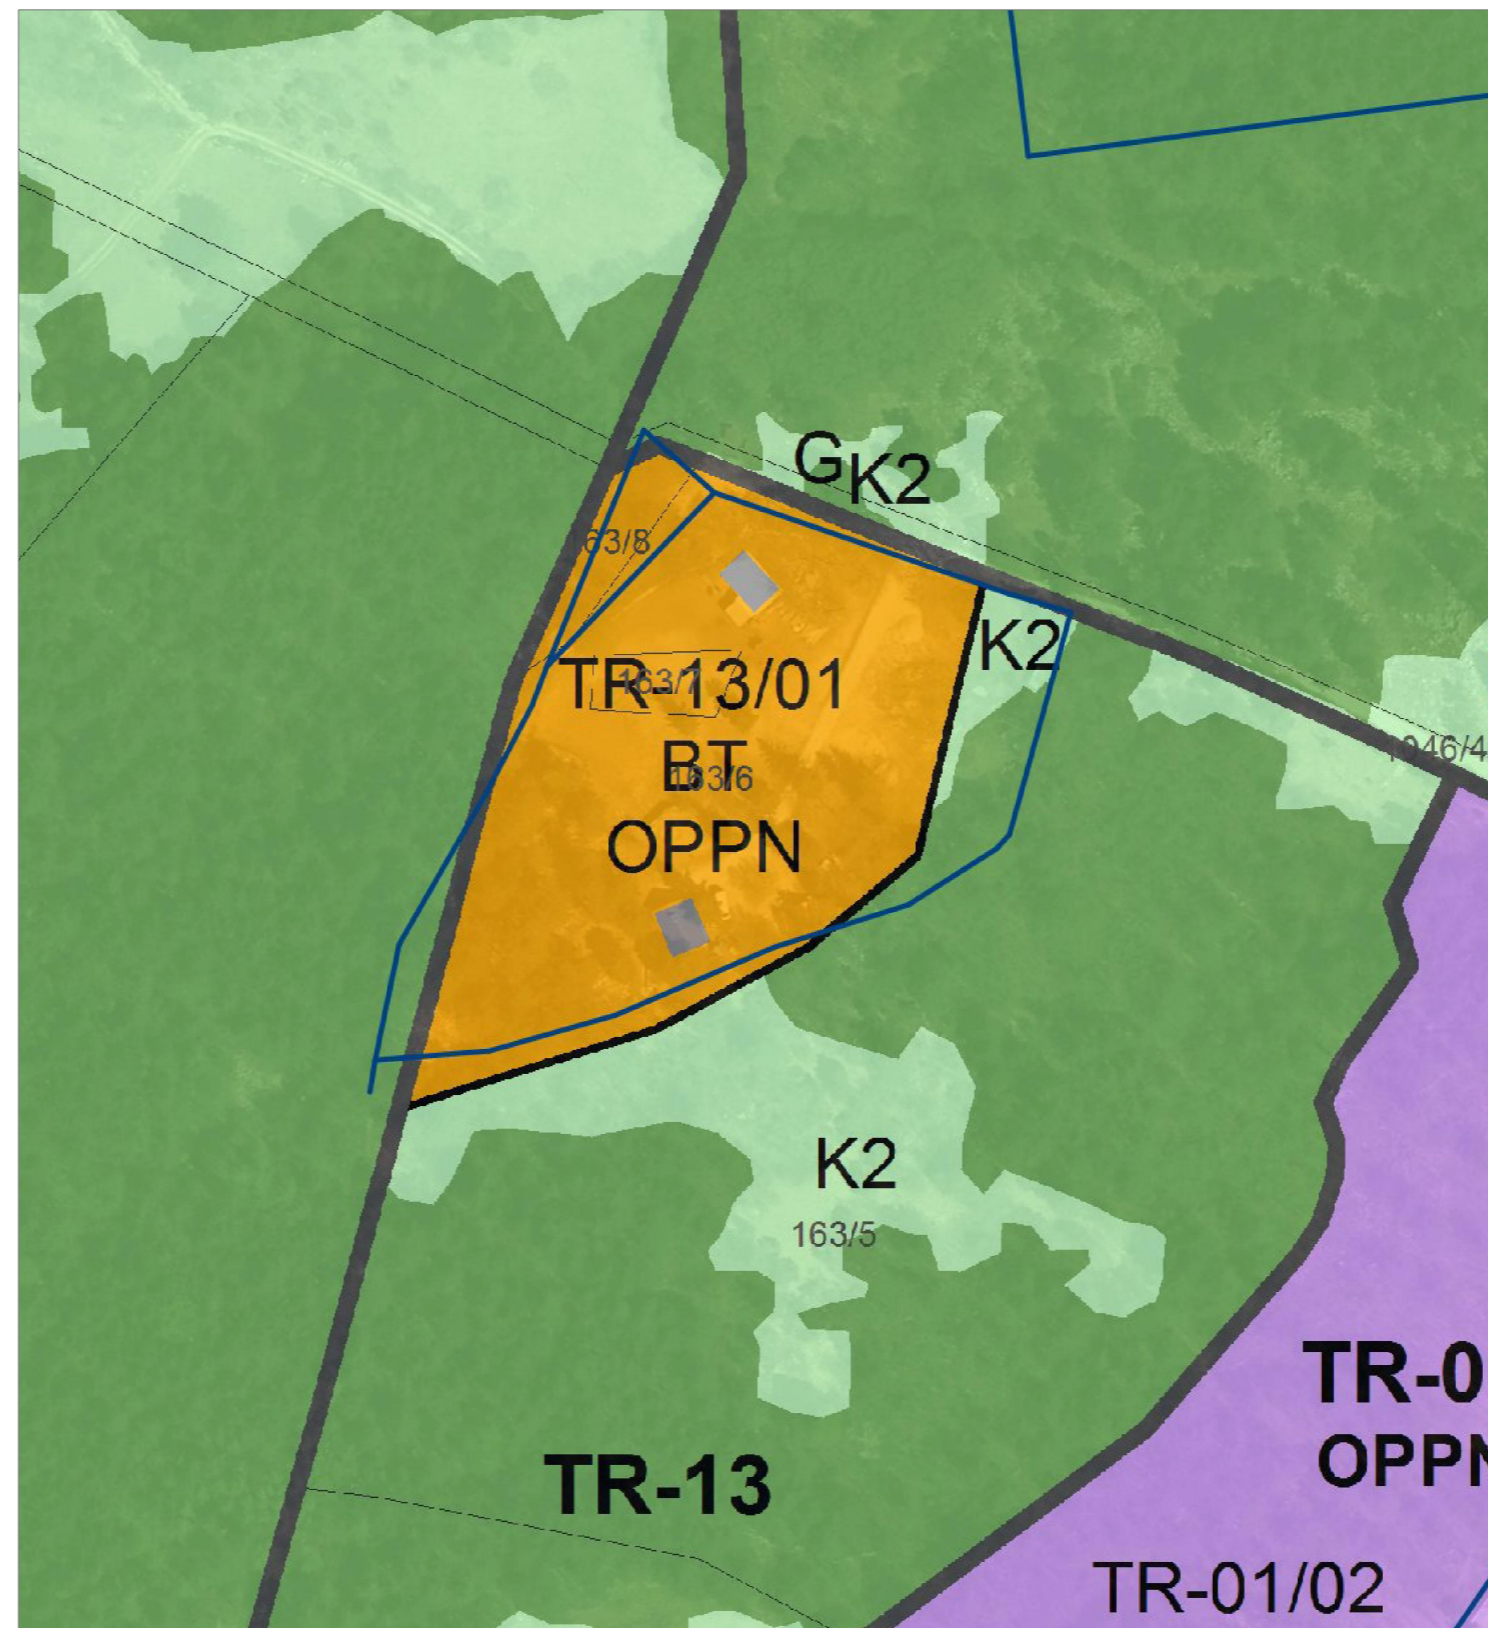 G
K2
63/8
K2
TR-13/01
163/7
BT
163/6
1046/4
OPPN
K2
163/5
TR-0
OPPN
TR-13
TR-01/02